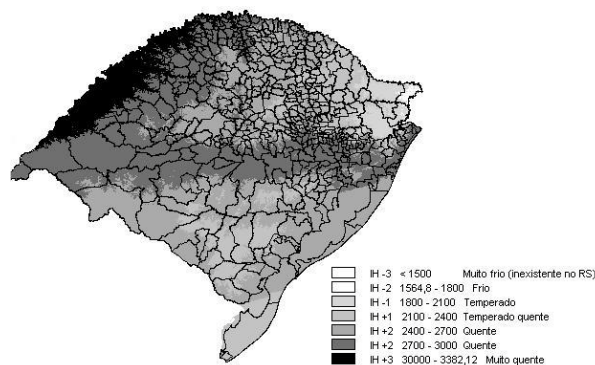 IH -3 < 1500 Muito frio (inexistente no RS)
IH -2 1564,8 - 1800 Frio
IH -1 1800 - 2100 Temperado
IH +1 2100 - 2400 Temperado quente
IH +2 2400 - 2700 Quente
IH +2 2700 - 3000 Quente
IH +3 30000 - 3382,12 Muito quente